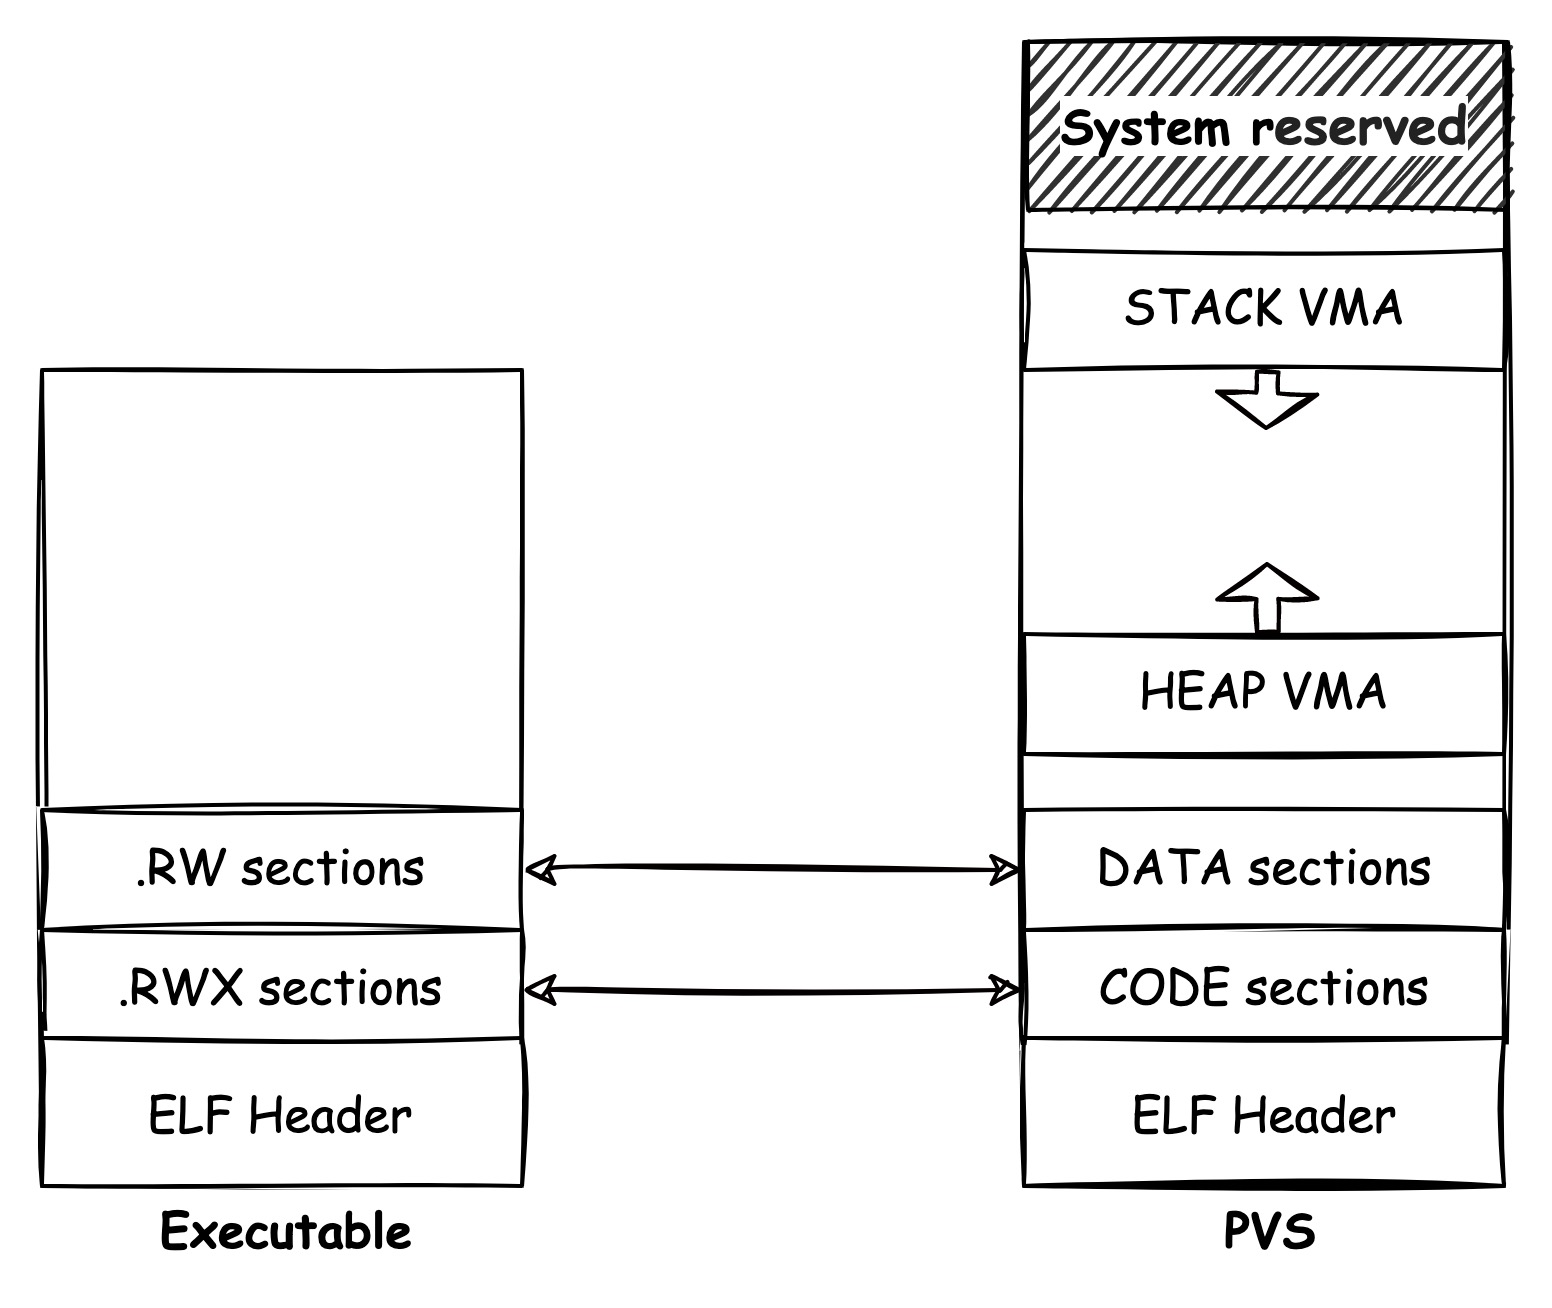 System reserved
STACK VMA
HEAP VMA
.RW sections
DATA sections
.RWX sections
CODE sections
ELF Header
ELF Header
Executable
PVS